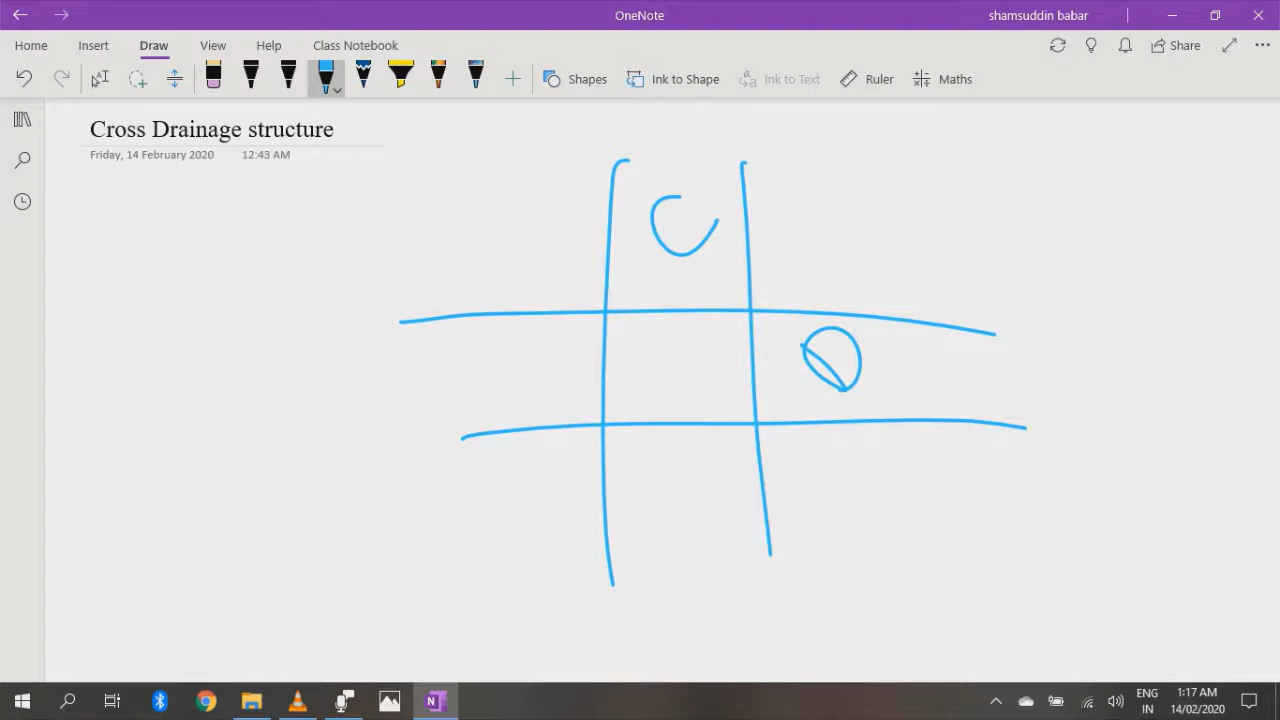 OneNote
shamsuddin babar
Home Insert Draw View Help Class Notebook
Share
Shapes
Ink to Shape
Ink to Text
Ruler
Maths
Cross Drainage structure
Friday, 14 February 2020 12:43 AM
C
D
ENG
IN
1:17 AM
14/02/2020